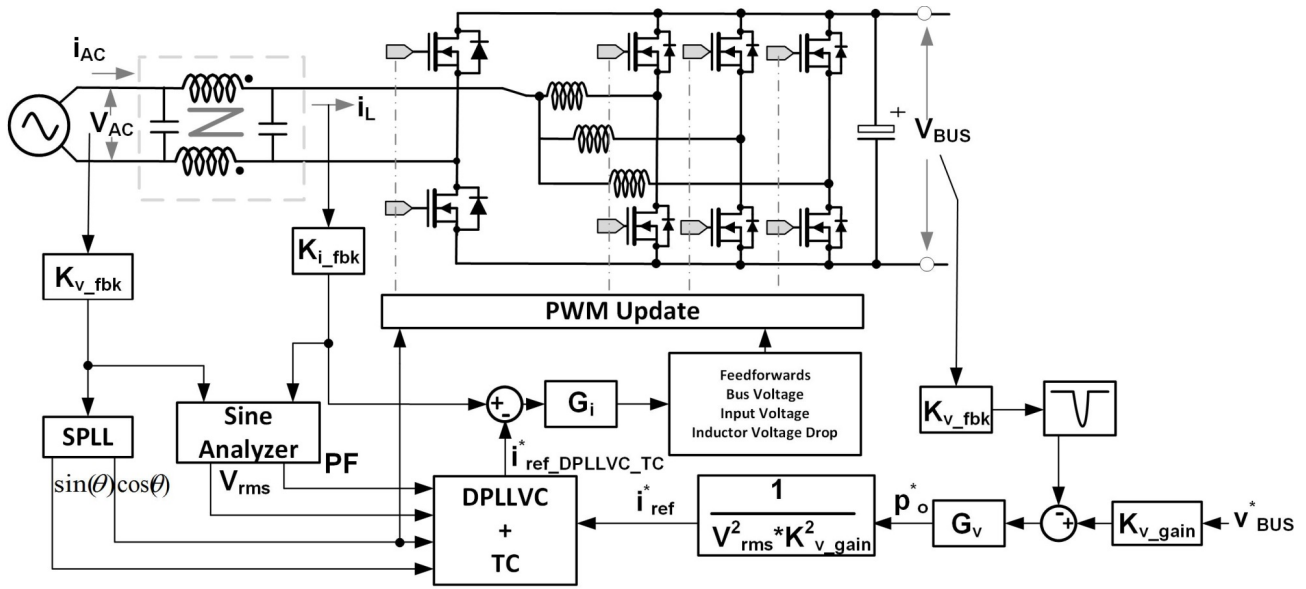 i_AC
V_AC
i_L
V_BUS
+
K_v_fbk
K_i_fbk
PWM Update
Feedforwards
Bus Voltage
Input Voltage
Inductor Voltage Drop
SPLL
Sine
Analyzer
G_i
+
-
K_v_fbk
sin(θ)cosθ)
V_rms
PF
i*_ref_DPLLVC_TC
DPLLVC
+
TC
i*_ref
1
V²_rms*K²_v_gain
p*_o
G_v
-
+
K_v_gain
v*_BUS